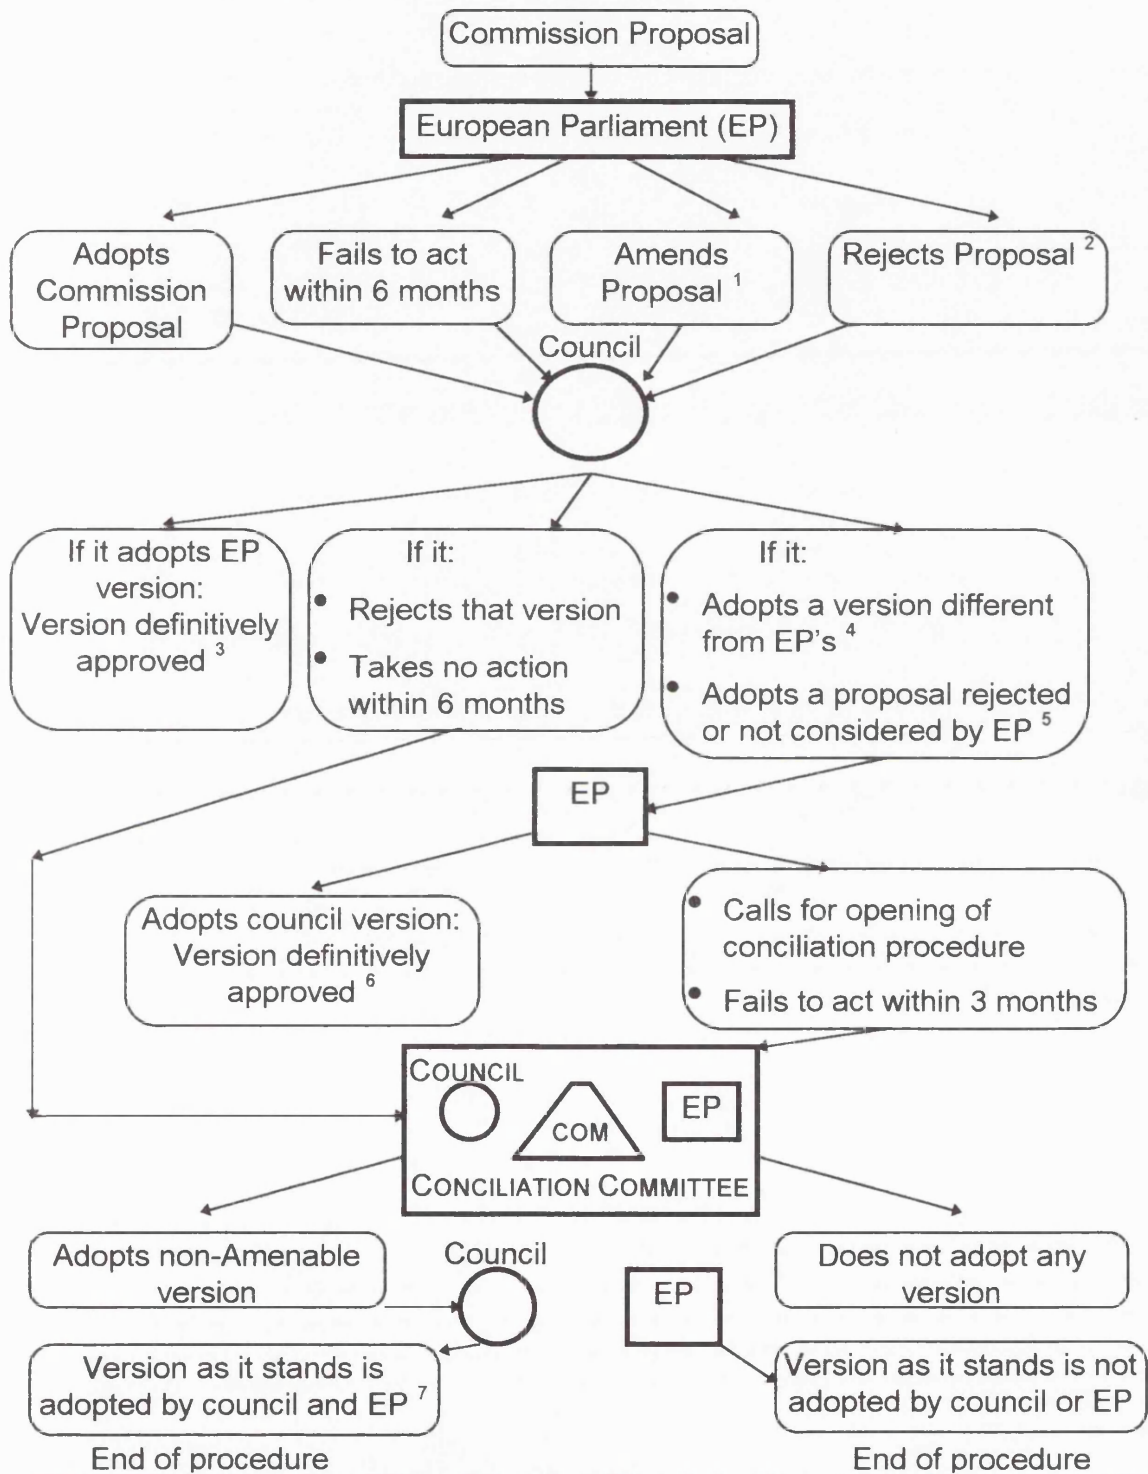 Commission Proposal
European Parliament (EP)
Adopts
Commission
Proposal
Fails to act
within 6 months
Amends
Proposal 1
Rejects Proposal 2
Council
If it adopts EP
version:
Version definitively
approved 3
If it:
• Rejects that version
• Takes no action
within 6 months
If it:
• Adopts a version different
from EP's 4
• Adopts a proposal rejected
or not considered by EP 5
EP
Adopts council version:
Version definitively
approved 6
• Calls for opening of
conciliation procedure
• Fails to act within 3 months
COUNCIL
COM
EP
CONCILIATION COMMITTEE
Adopts non-Amenable
version
Council
EP
Does not adopt any
version
Version as it stands is
adopted by council and EP 7
Version as it stands is not
adopted by council or EP
End of procedure
End of procedure